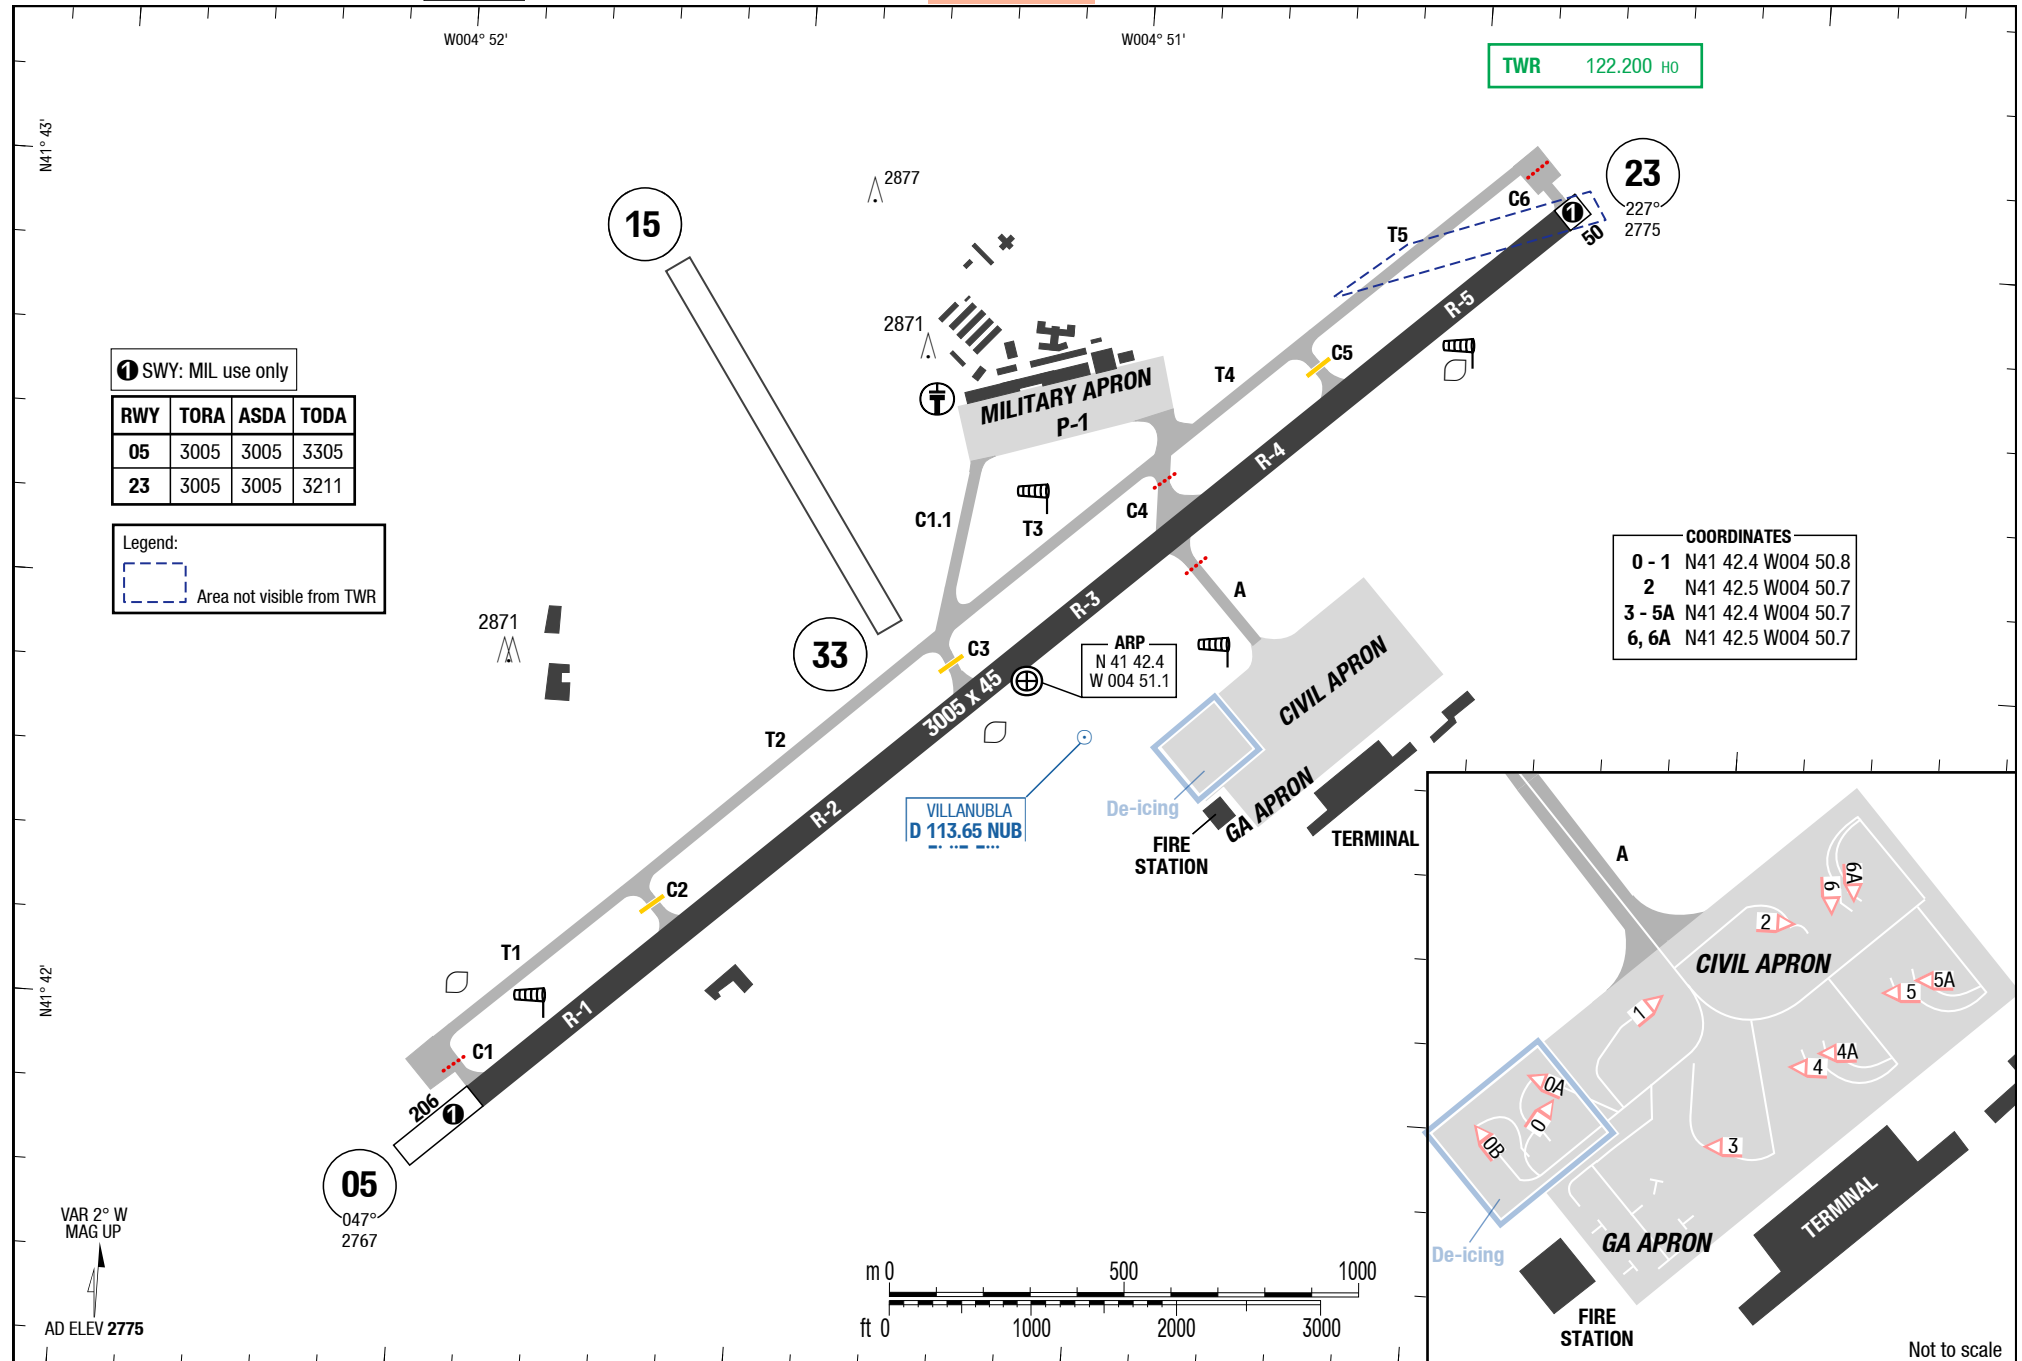 W004° 52'
W004° 51'
TWR 122.200 HO
N41° 43'
15
2877
23
227°
2775
C6
1
50
T5
R-5
2871
C5
T4
MILITARY APRON
P-1
1 SWY: MIL use only
RWY TORA ASDA TODA
05 3005 3005 3305
23 3005 3005 3211
Legend:
Area not visible from TWR
R-4
C1.1
T3
C4
A
R-3
COORDINATES
0 - 1 N41 42.4 W004 50.8
2 N41 42.5 W004 50.7
3 - 5A N41 42.4 W004 50.7
6, 6A N41 42.5 W004 50.7
2871
33
C3
ARP
N 41 42.4
W 004 51.1
3005 X 45
CIVIL APRON
T2
VILLANUBLA
D 113.65 NUB
De-icing
GA APRON
FIRE
STATION
TERMINAL
R-2
C2
T1
N41° 42'
R-1
C1
206
1
05
047°
2767
VAR 2° W
MAG UP
AD ELEV 2775
m 0 500 1000
ft 0 1000 2000 3000
A
6A
6
2
CIVIL APRON
5A
5
1
4A
4
0A
0
0B
3
TERMINAL
GA APRON
De-icing
FIRE
STATION
Not to scale